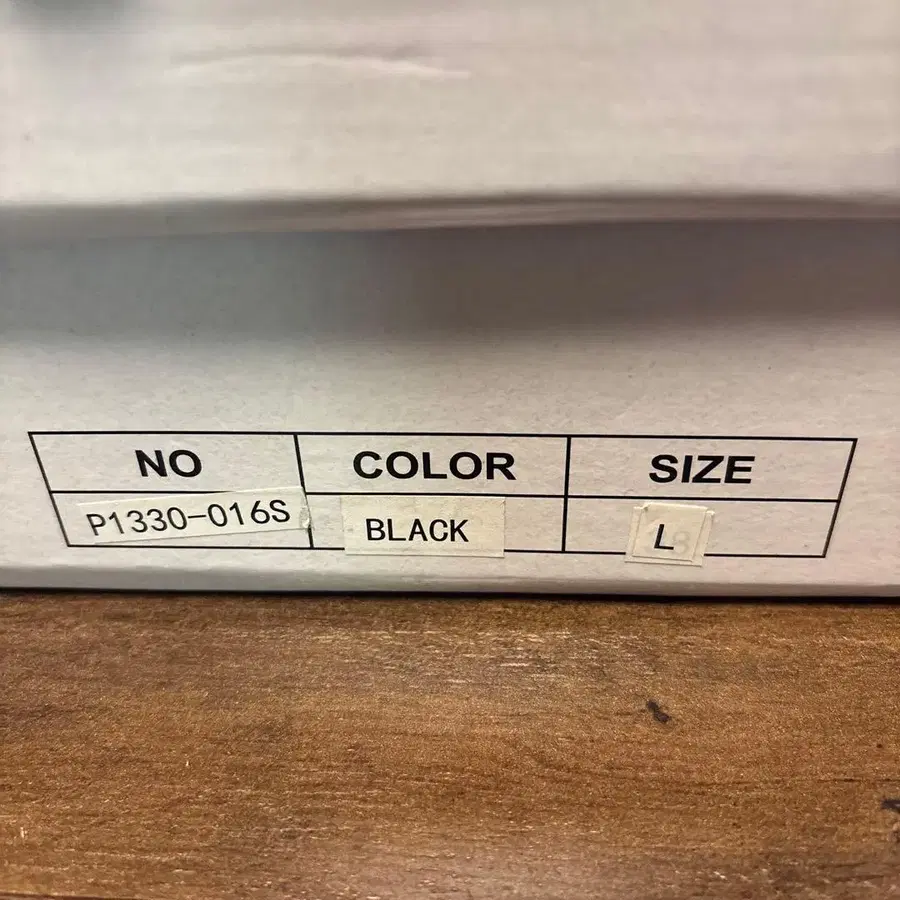 NO COLOR SIZE
P1330-016S BLACK L